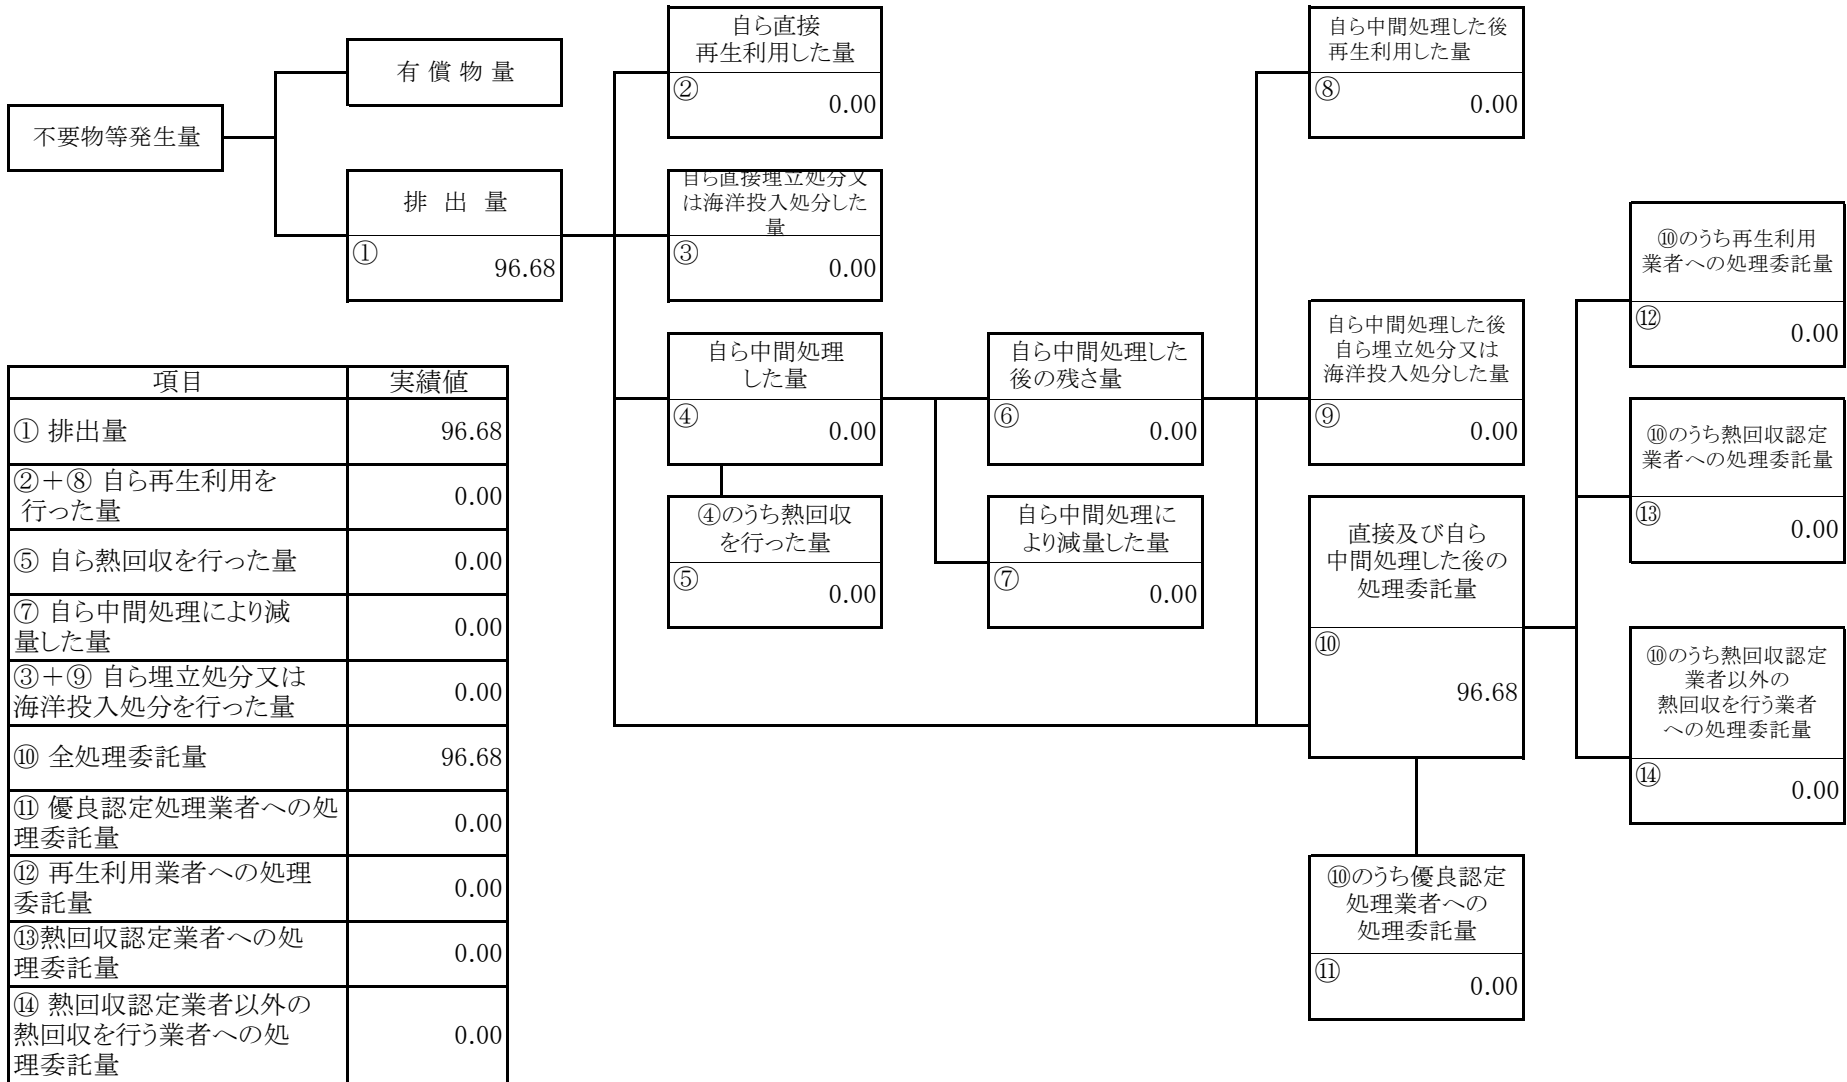 不要物等発生量
有 償 物 量
排 出 量
①
96.68
自ら直接
再生利用した量
②
0.00
自ら直接埋立処分又
は海洋投入処分した
量
③
0.00
自ら中間処理
した量
④
0.00
④のうち熱回収
を行った量
⑤
0.00
自ら中間処理した
後の残さ量
⑥
0.00
自ら中間処理に
より減量した量
⑦
0.00
自ら中間処理した後
再生利用した量
⑧
0.00
自ら中間処理した後
自ら埋立処分又は
海洋投入処分した量
⑨
0.00
直接及び自ら
中間処理した後の
処理委託量
⑩
96.68
⑩のうち優良認定
処理業者への
処理委託量
⑪
0.00
⑩のうち再生利用
業者への処理委託量
⑫
0.00
⑩のうち熱回収認定
業者への処理委託量
⑬
0.00
⑩のうち熱回収認定
業者以外の
熱回収を行う業者
への処理委託量
⑭
0.00
項目 実績値
① 排出量 96.68
②＋⑧ 自ら再生利用を
行った量 0.00
⑤ 自ら熱回収を行った量 0.00
⑦ 自ら中間処理により減
量した量 0.00
③＋⑨ 自ら埋立処分又は
海洋投入処分を行った量 0.00
⑩ 全処理委託量 96.68
⑪ 優良認定処理業者への処
理委託量 0.00
⑫ 再生利用業者への処理
委託量 0.00
⑬熱回収認定業者への処
理委託量 0.00
⑭ 熱回収認定業者以外の
熱回収を行う業者への処
理委託量 0.00